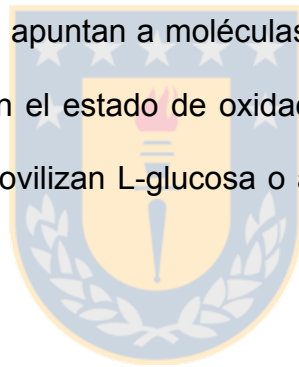 apuntan a moléculas
el estado de oxidac
ovilizan L-glucosa o